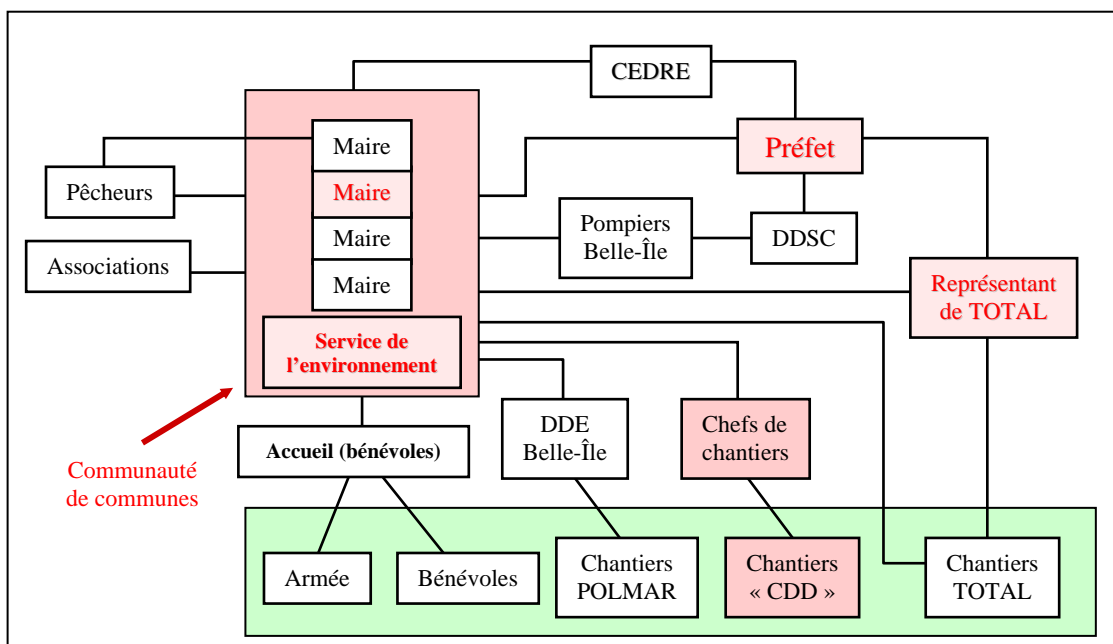 CEDRE
Maire
Préfet
Pêcheurs
Maire
Pompiers
Belle-Île
DDSC
Maire
Associations
Maire
Représentant
de TOTAL
Service de
l’environnement
DDE
Belle-Île
Chefs de
chantiers
Accueil (bénévoles)
Communauté
de communes
Armée
Bénévoles
Chantiers
POLMAR
Chantiers
« CDD »
Chantiers
TOTAL